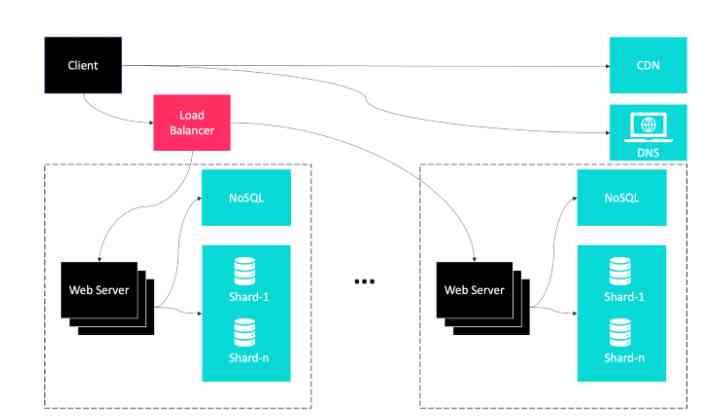 Client
CDN
Load
Balancer
DNS
NoSQL
NoSQL
Web Server
Shard-1
Shard-n
...
Web Server
Shard-1
Shard-n